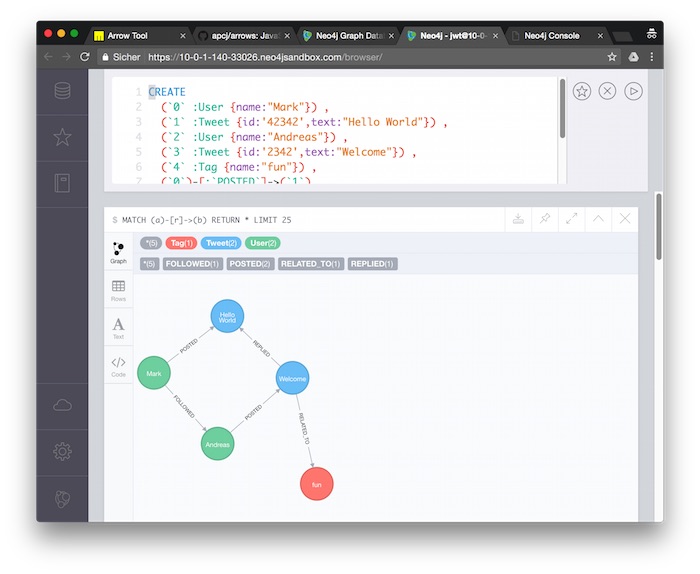 Arrow Tool
apcj/arrows: JavaS
Neo4j Graph Datab
Neo4j - jwt@10-0-
Neo4j Console
Sicher https://10-0-1-140-33026.neo4jsandbox.com/browser/
1 CREATE
2 (`0` :User {name:"Mark"}) ,
3 (`1` :Tweet {id:'42342',text:"Hello World"}) ,
4 (`2` :User {name:"Andreas"}) ,
5 (`3` :Tweet {id:'2342',text:"Welcome"}) ,
6 (`4` :Tag {name:"fun"}) ,
7 (`0`)-[:`POSTED`]->(`1`)
$ MATCH (a)-[r]->(b) RETURN * LIMIT 25
*(5) Tag(1) Tweet(2) User(2)
*(5) FOLLOWED(1) POSTED(2) RELATED_TO(1) REPLIED(1)
Graph
Rows
A
Text
</>
Code
Hello
World
POSTED
REPLIED
Mark
Welcome
FOLLOWED
POSTED
RELATED_TO
Andreas
fun